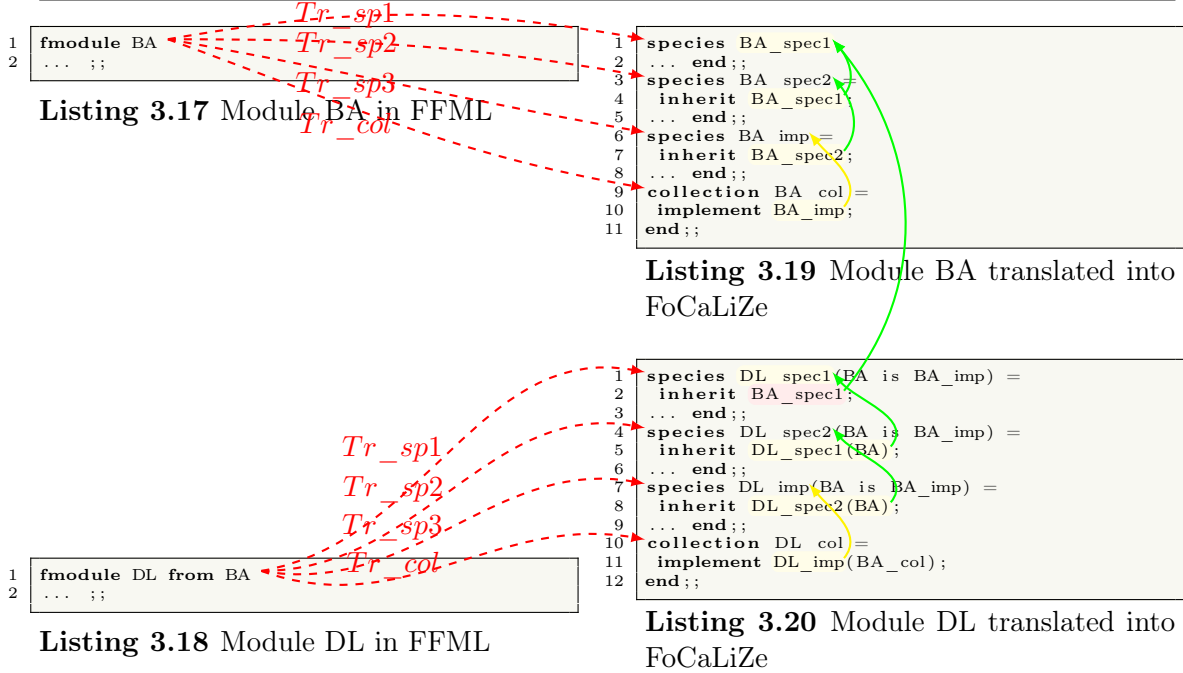 Tr_sp1
Tr_sp2
Tr_sp3
Tr_col
1 fmodule BA
2 ... ;;
Listing 3.17 Module BA in FFML
1 species BA_spec1
2 ... end;;
3 species BA_spec2 =
4 inherit BA_spec1;
5 ... end;;
6 species BA_imp =
7 inherit BA_spec2;
8 ... end;;
9 collection BA_col =
10 implement BA_imp;
11 end;;
Listing 3.19 Module BA translated into
FoCaLiZe
Tr_sp1
Tr_sp2
Tr_sp3
Tr_col
1 fmodule DL from BA
2 ... ;;
Listing 3.18 Module DL in FFML
1 species DL_spec1(BA is BA_imp) =
2 inherit BA_spec1;
3 ... end;;
4 species DL_spec2(BA is BA_imp) =
5 inherit DL_spec1(BA);
6 ... end;;
7 species DL_imp(BA is BA_imp) =
8 inherit DL_spec2(BA);
9 ... end;;
10 collection DL_col =
11 implement DL_imp(BA_col);
12 end;;
Listing 3.20 Module DL translated into
FoCaLiZe